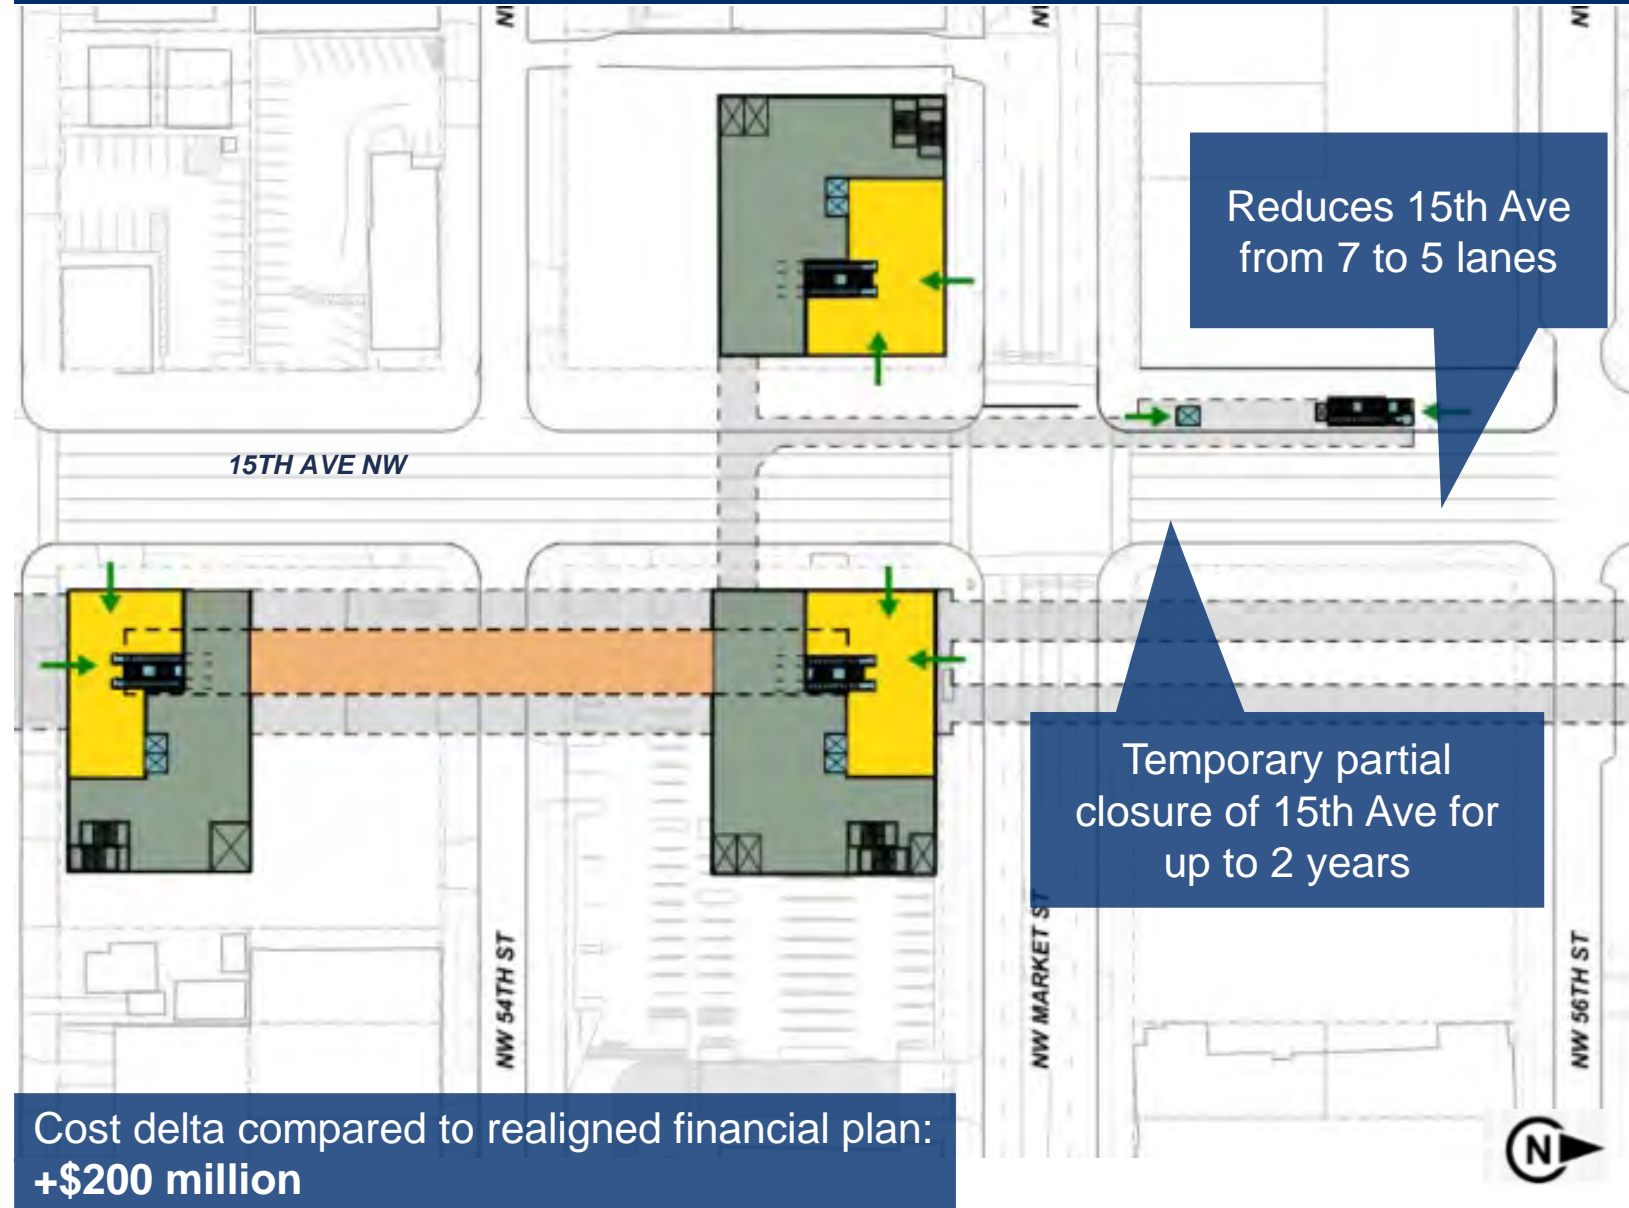 Reduces 15th Ave
from 7 to 5 lanes
15TH AVE NW
Temporary partial
closure of 15th Ave for
up to 2 years
NW 54TH ST
NW MARKET ST
NW 56TH ST
Cost delta compared to realigned financial plan:
+$200 million
N